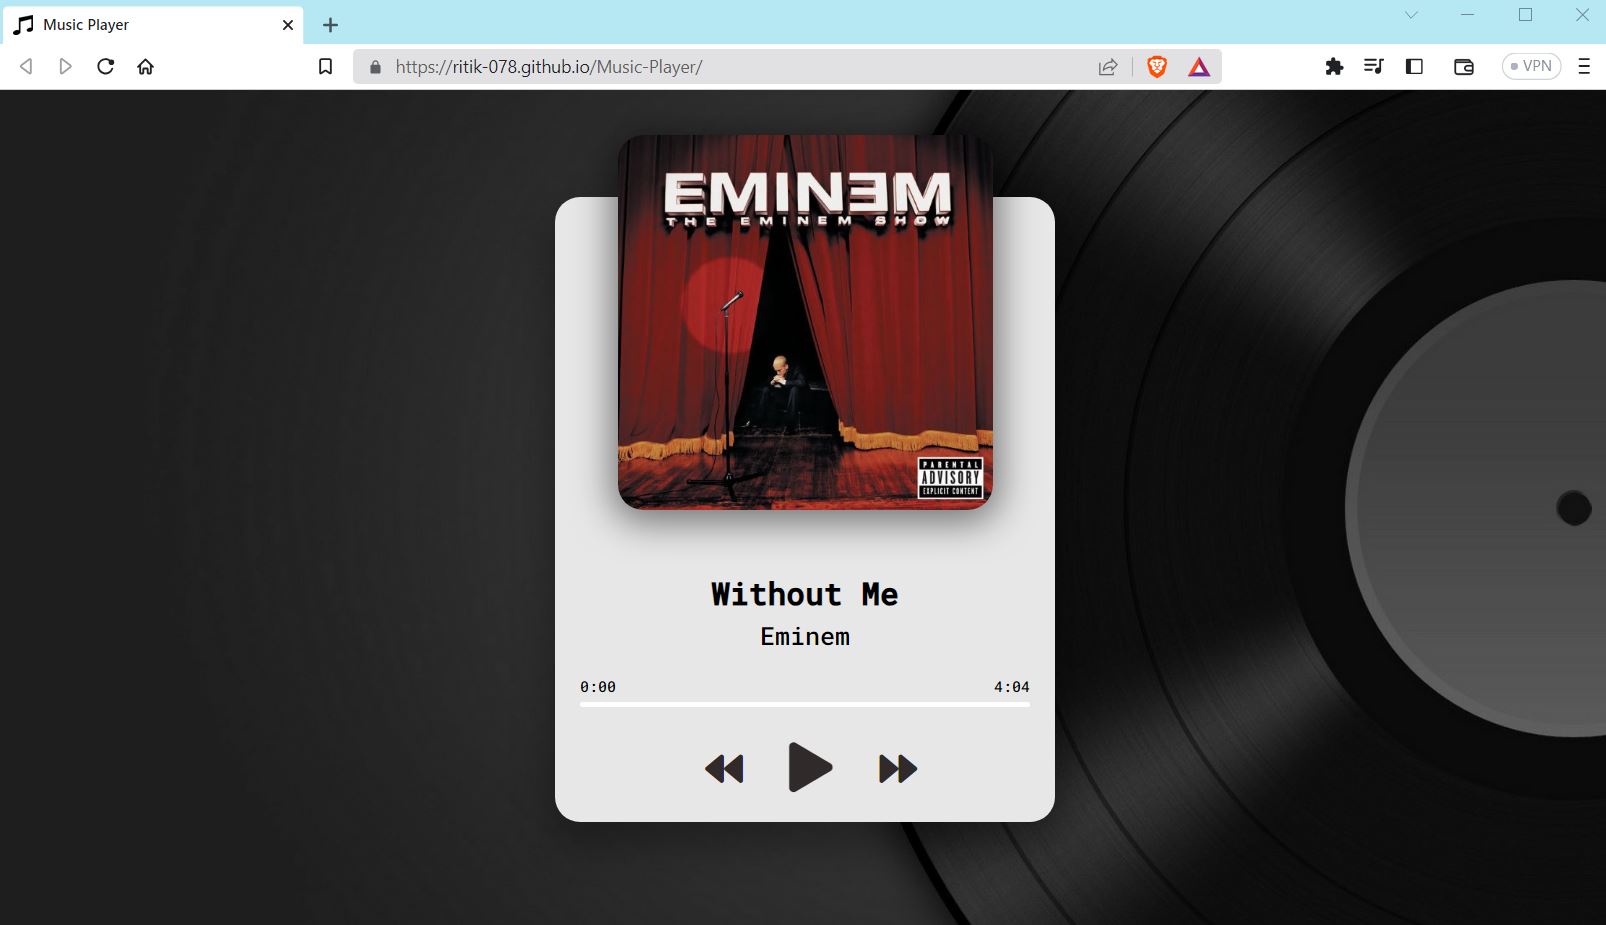 Music Player
https://ritik-078.github.io/Music-Player/
VPN
EMINEM
THE EMINEM SHOW
PARENTAL
ADVISORY
EXPLICIT CONTENT
Without Me
Eminem
0:00 4:04